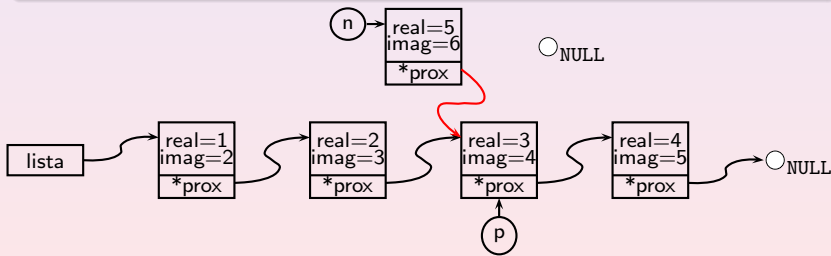 n
real=5
imag=6
*prox
NULL
lista
real=1
imag=2
*prox
real=2
imag=3
*prox
real=3
imag=4
*prox
real=4
imag=5
*prox
NULL
p